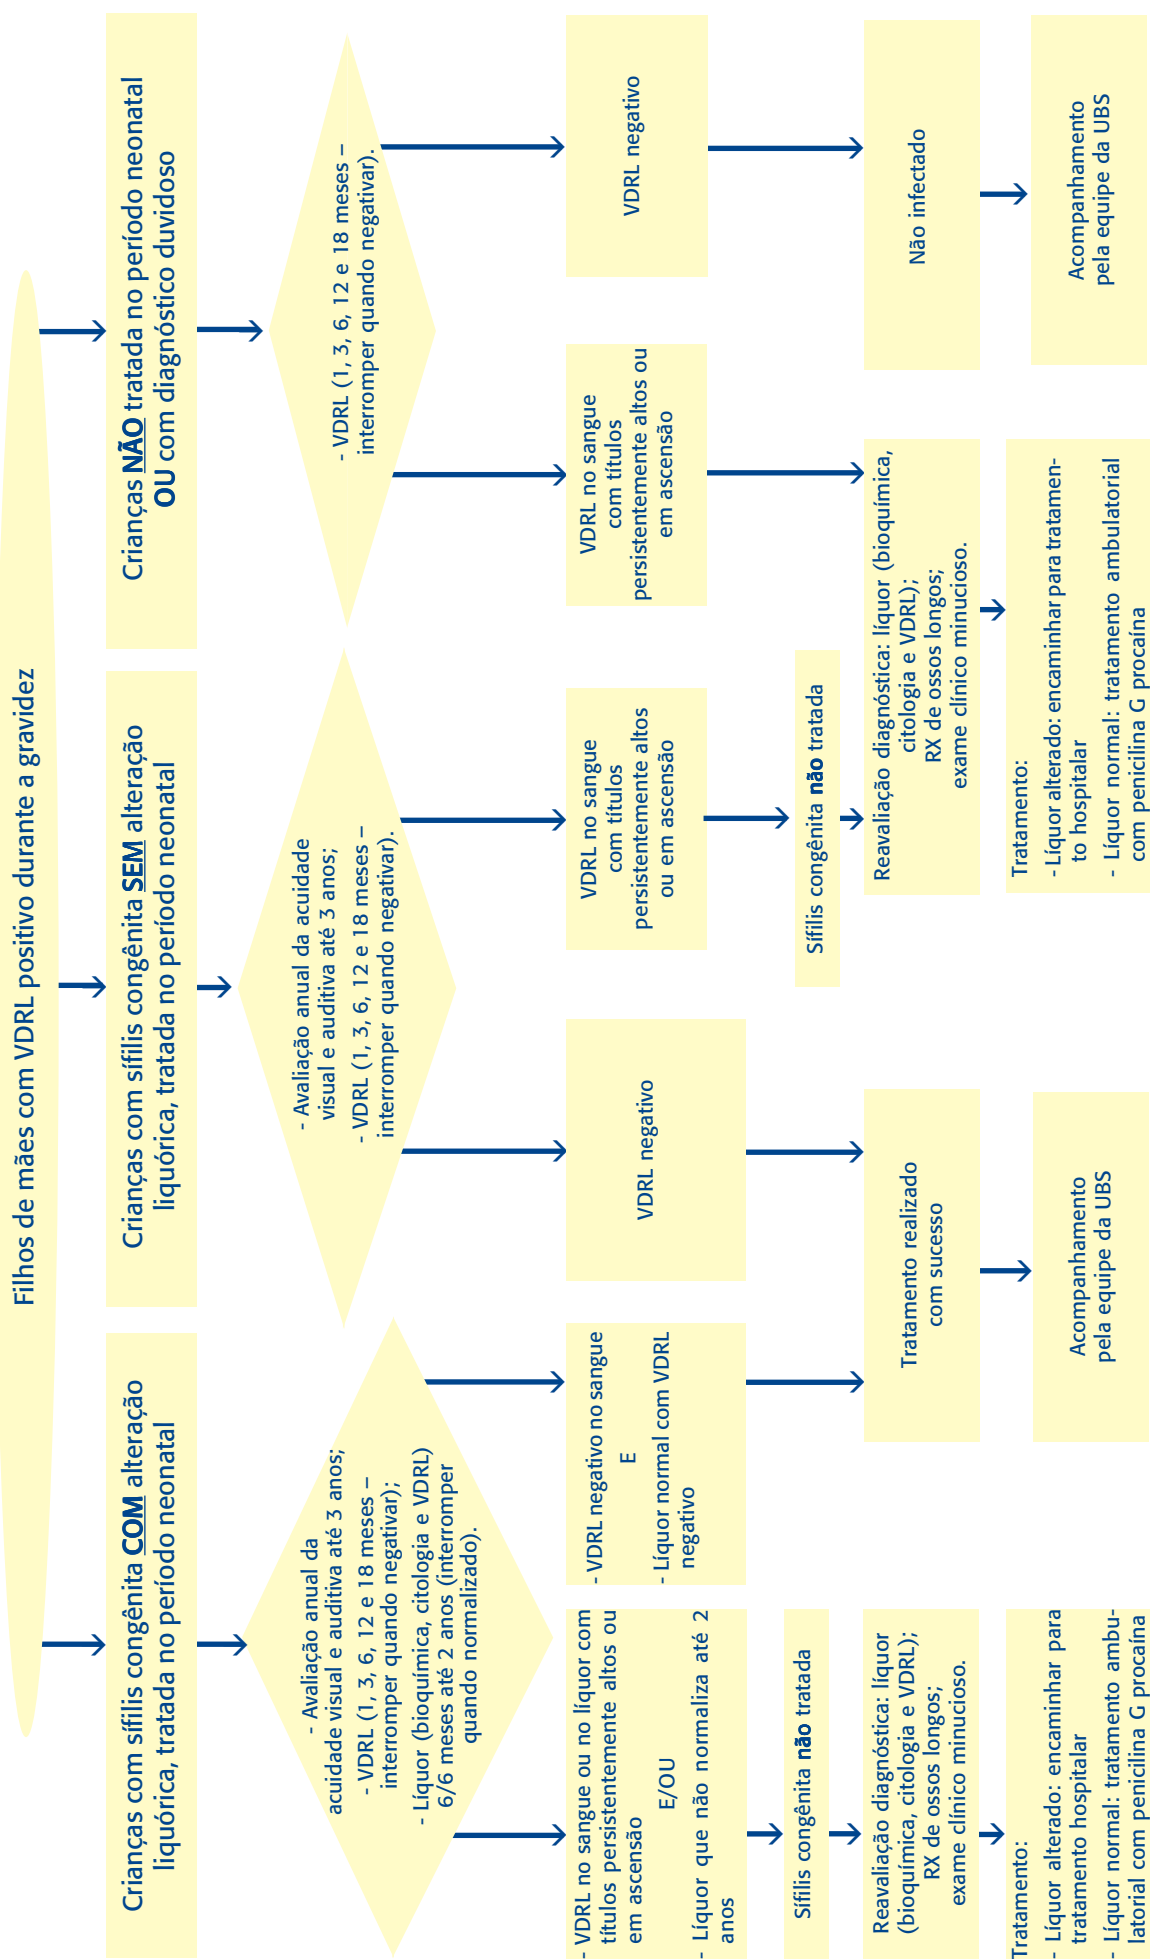 Filhos de mães com VDRL positivo durante a gravidez
Crianças com sífilis congênita COM alteração
liquórica, tratada no período neonatal
- Avaliação anual da
acuidade visual e auditiva até 3 anos;
- VDRL (1, 3, 6, 12 e 18 meses –
interromper quando negativar);
- Líquor (bioquímica, citologia e VDRL)
6/6 meses até 2 anos (interromper
quando normalizado).
- VDRL no sangue ou no líquor com
títulos persistentemente altos ou
em ascensão
E/OU
- Líquor que não normaliza até 2
anos
Sífilis congênita não tratada
Reavaliação diagnóstica: líquor
(bioquímica, citologia e VDRL);
RX de ossos longos;
exame clínico minucioso.
Tratamento:
- Líquor alterado: encaminhar para
tratamento hospitalar
- Líquor normal: tratamento ambu-
latorial com penicilina G procaína
- VDRL negativo no sangue
E
- Líquor normal com VDRL
negativo
Crianças com sífilis congênita SEM alteração
liquórica, tratada no período neonatal
- Avaliação anual da acuidade
visual e auditiva até 3 anos;
- VDRL (1, 3, 6, 12 e 18 meses –
interromper quando negativar).
VDRL negativo
Tratamento realizado
com sucesso
Acompanhamento
pela equipe da UBS
VDRL no sangue
com títulos
persistentemente altos
ou em ascensão
Sífilis congênita não tratada
Crianças NÃO tratada no período neonatal
OU com diagnóstico duvidoso
- VDRL (1, 3, 6, 12 e 18 meses –
interromper quando negativar).
VDRL no sangue
com títulos
persistentemente altos ou
em ascensão
Reavaliação diagnóstica: líquor (bioquímica,
citologia e VDRL);
RX de ossos longos;
exame clínico minucioso.
Tratamento:
- Líquor alterado: encaminhar para tratamen-
to hospitalar
- Líquor normal: tratamento ambulatorial
com penicilina G procaína
VDRL negativo
Não infectado
Acompanhamento
pela equipe da UBS